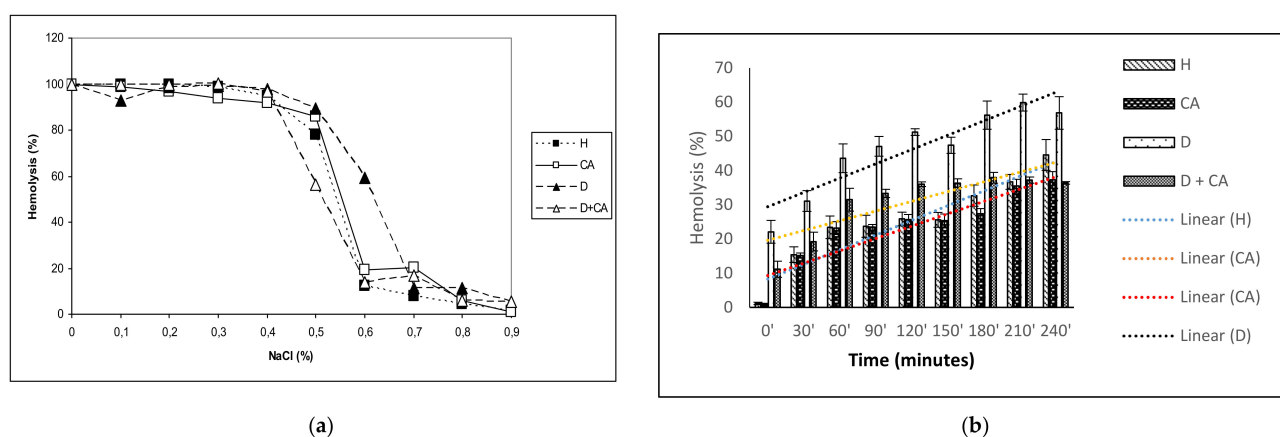 120
100
80
60
40
20
0
Hemolysis (%)
0 0,1 0,2 0,3 0,4 0,5 0,6 0,7 0,8 0,9
NaCl (%)
H
CA
D
D+CA
(a)
70
60
50
40
30
20
10
0
Hemolysis (%)
0' 30' 60' 90' 120' 150' 180' 210' 240'
Time (minutes)
H
CA
D
D + CA
Linear (H)
Linear (CA)
Linear (CA)
Linear (D)
(b)